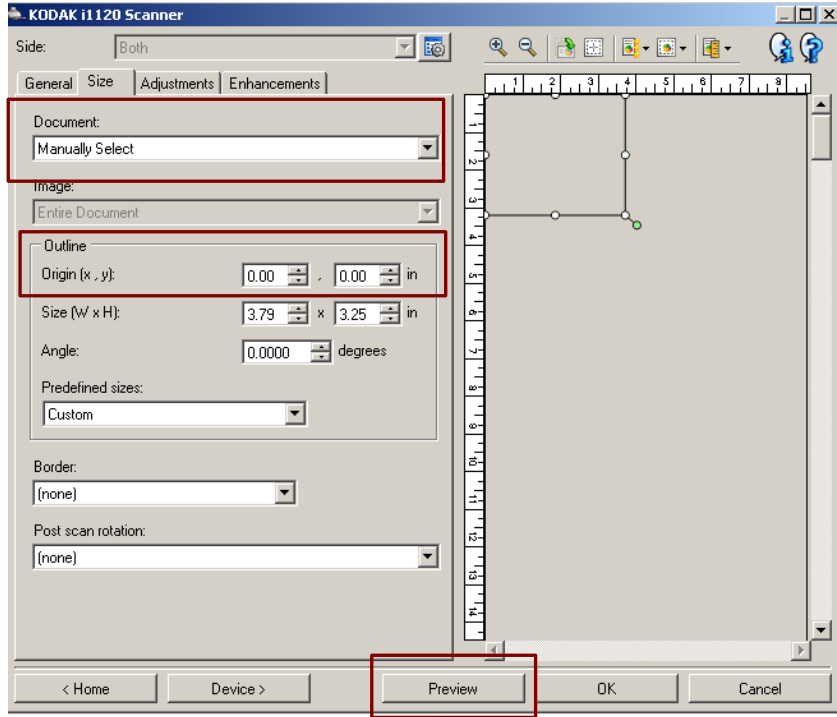 KODAK i1120 Scanner
Side: Both
General Size Adjustments Enhancements
Document:
Manually Select
Image:
Entire Document
Outline
Origin (x , y): 0.00 , 0.00 in
Size (W x H): 3.79 x 3.25 in
Angle: 0.0000 degrees
Predefined sizes:
Custom
Border:
(none)
Post scan rotation:
(none)
1 2 3 4 5 6 7 8
1
2
3
4
5
6
7
8
9
10
11
12
13
14
< Home Device > Preview OK Cancel